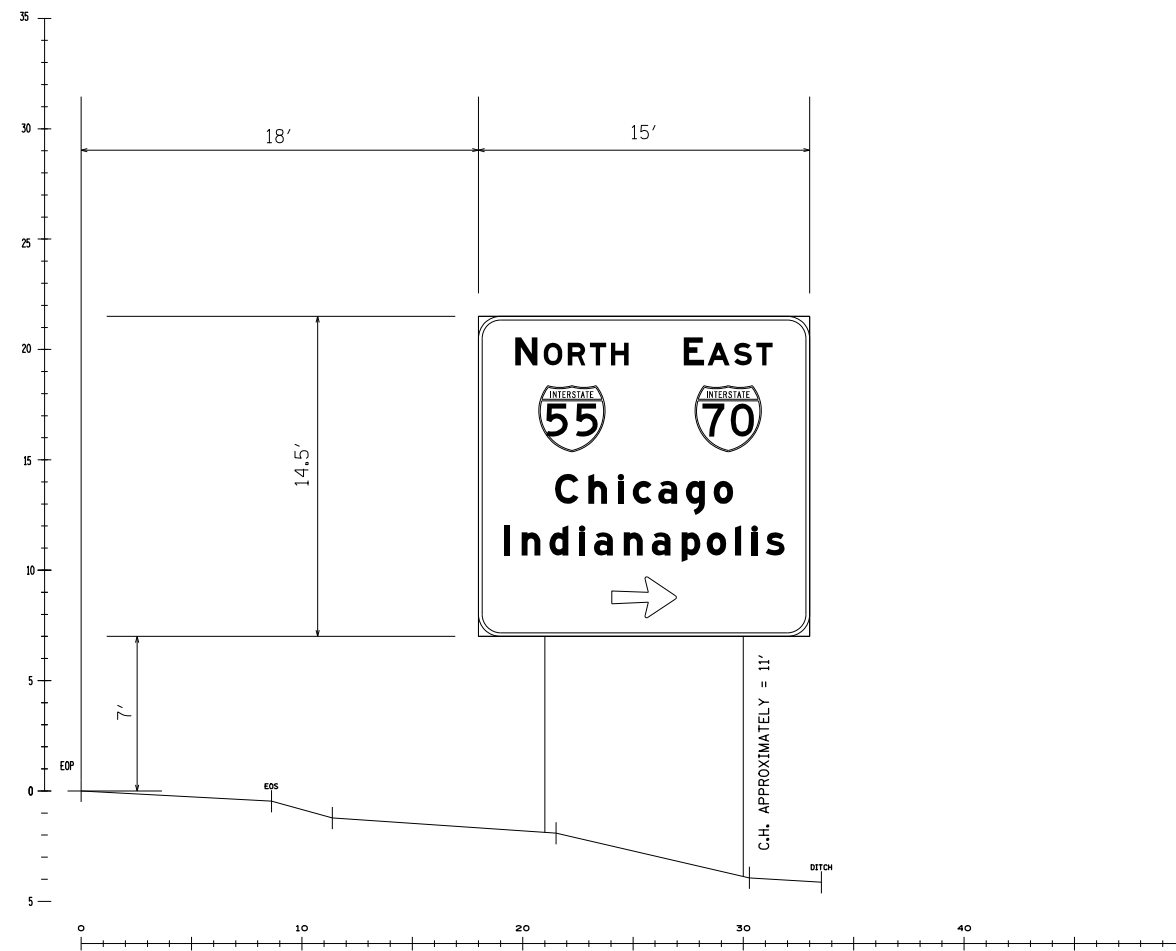 35
30
25
20
15
10
5
0
5
18′
15′
14.5′
7′
NORTH EAST
INTERSTATE INTERSTATE
55 70
Chicago
Indianapolis
C.H. APPROXIMATELY = 11′
EOP
EOS
DITCH
0 10 20 30 40